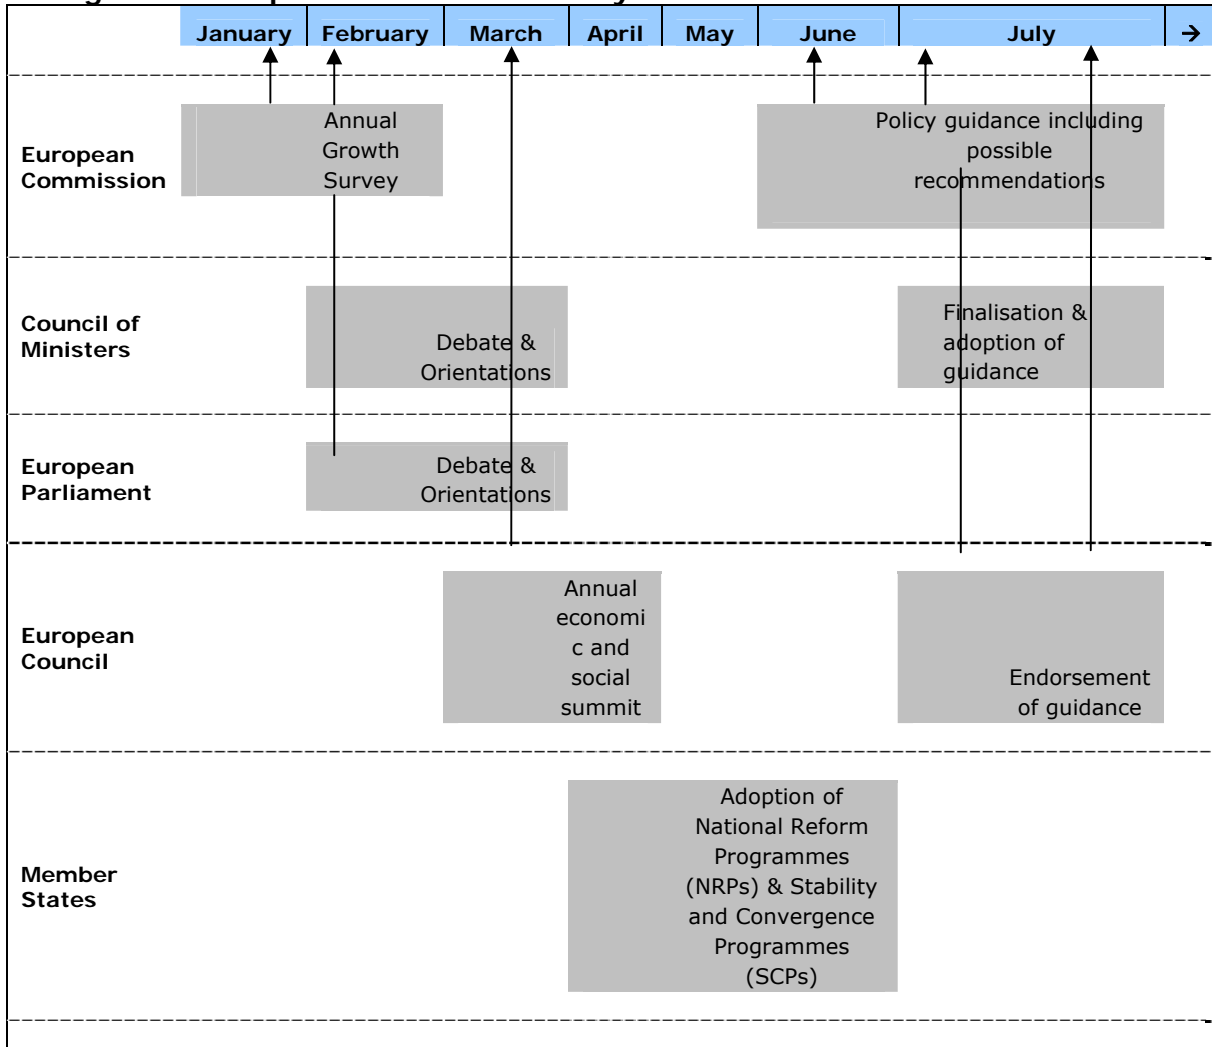 January February March April May June July →
European
Commission
Annual
Growth
Survey
Policy guidance including
possible
recommendations
Council of
Ministers
Debate &
Orientations
Finalisation &
adoption of
guidance
European
Parliament
Debate &
Orientations
European
Council
Annual
economi
c and
social
summit
Endorsement
of guidance
Member
States
Adoption of
National Reform
Programmes
(NRPs) & Stability
and Convergence
Programmes
(SCPs)